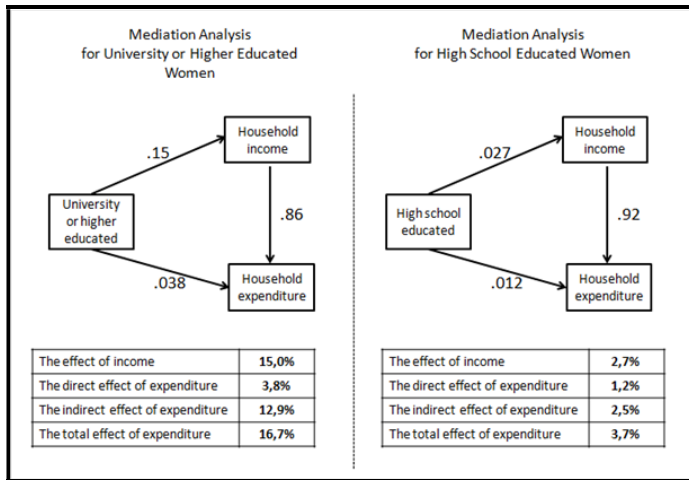 Mediation Analysis
for University or Higher Educated
Women
Household
income
.15
University
or higher
educated
.86
.038
Household
expenditure
The effect of income 15,0%
The direct effect of expenditure 3,8%
The indirect effect of expenditure 12,9%
The total effect of expenditure 16,7%
Mediation Analysis
for High School Educated Women
Household
income
.027
High school
educated
.92
.012
Household
expenditure
The effect of income 2,7%
The direct effect of expenditure 1,2%
The indirect effect of expenditure 2,5%
The total effect of expenditure 3,7%